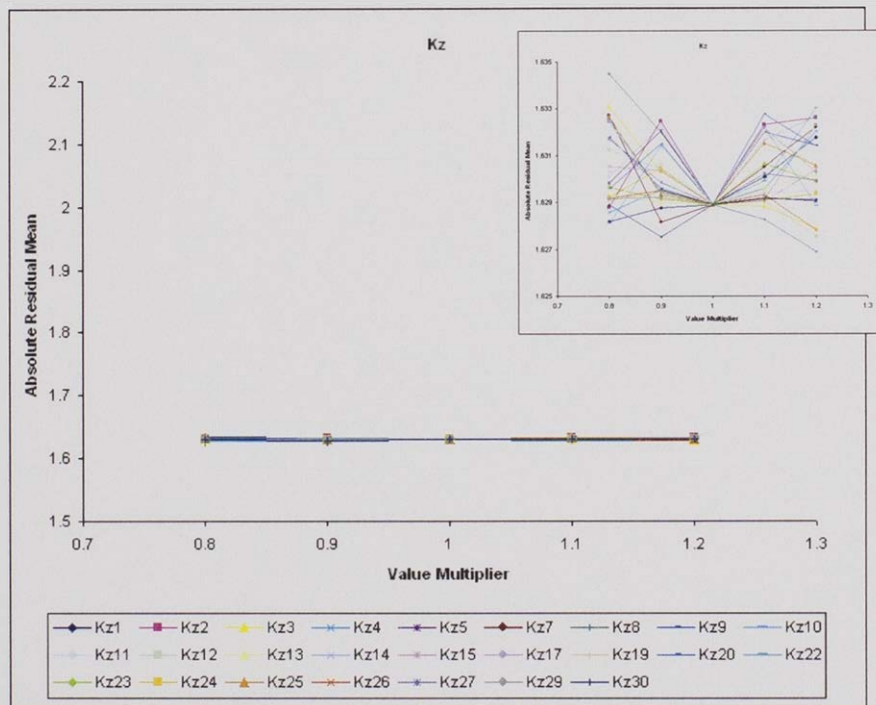 Kz
2.2
2.1
2
1.9
1.8
1.7
1.6
1.5
Absolute Residual Mean
0.7 0.8 0.9 1 1.1 1.2 1.3
Value Multiplier
Kz
1.635
1.633
1.631
1.629
1.627
1.625
Absolute Residual Mean
0.7 0.8 0.9 1 1.1 1.2 1.3
Value Multiplier
Kz1 Kz2 Kz3 Kz4 Kz5 Kz7 Kz8 Kz9 Kz10
Kz11 Kz12 Kz13 Kz14 Kz15 Kz17 Kz19 Kz20 Kz22
Kz23 Kz24 Kz25 Kz26 Kz27 Kz29 Kz30